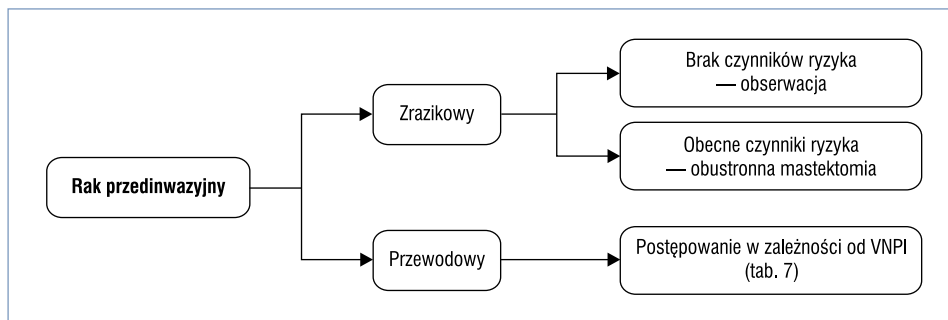 Rak przedinwazyjny
Zrazikowy
Brak czynników ryzyka
— obserwacja
Obecne czynniki ryzyka
— obustronna mastektomia
Przewodowy
Postępowanie w zależności od VNPI
(tab. 7)